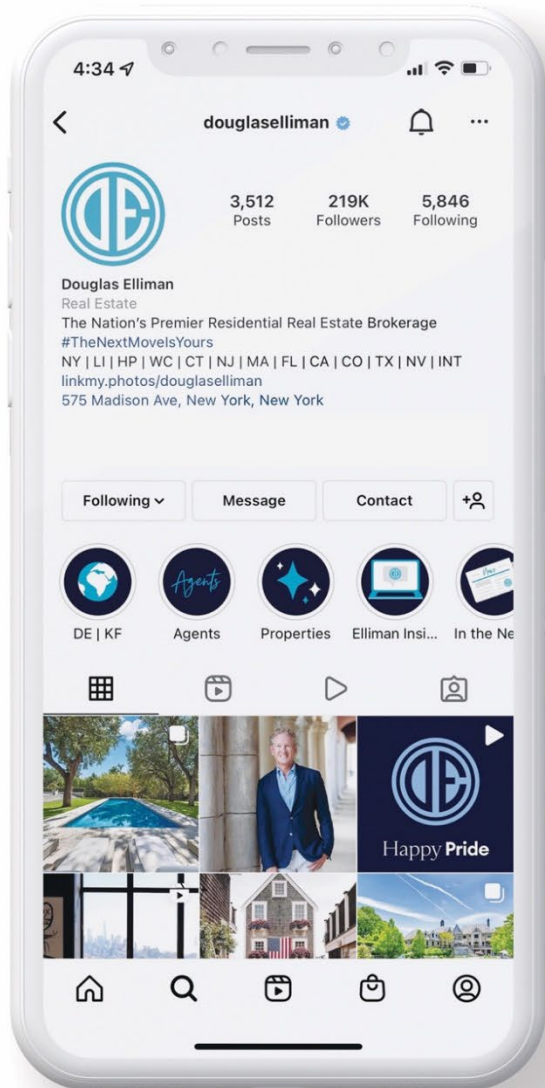 4:34
douglaselliman
DE
3,512 219K 5,846
Posts Followers Following
Douglas Elliman
Real Estate
The Nation's Premier Residential Real Estate Brokerage
#TheNextMoveIsYours
NY | LI | HP | WC | CT | NJ | MA | FL | CA | CO | TX | NV | INT
linkmy.photos/douglaselliman
575 Madison Ave, New York, New York
Following Message Contact
Agents
DE | KF Agents Properties Elliman Insi... In the Ne
DE
Happy Pride